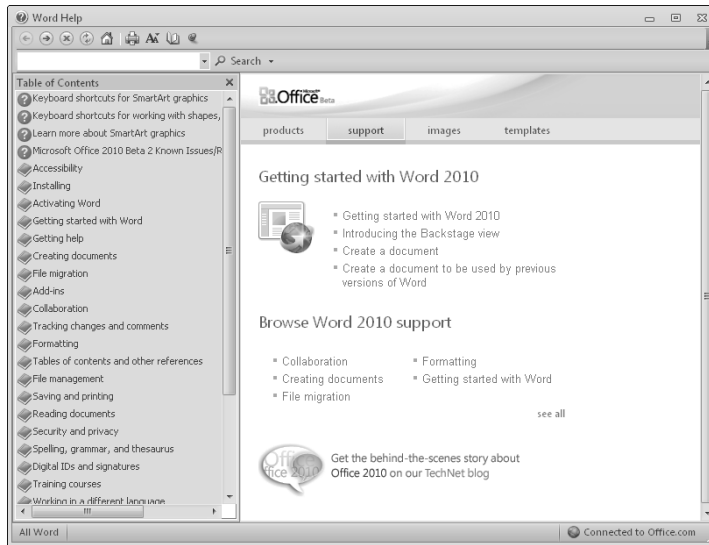 Word Help
Search
Table of Contents
Keyboard shortcuts for SmartArt graphics
Keyboard shortcuts for working with shapes,
Learn more about SmartArt graphics
Microsoft Office 2010 Beta 2 Known Issues/R
Accessibility
Installing
Activating Word
Getting started with Word
Getting help
Creating documents
File migration
Add-ins
Collaboration
Tracking changes and comments
Formatting
Tables of contents and other references
File management
Saving and printing
Reading documents
Security and privacy
Spelling, grammar, and thesaurus
Digital IDs and signatures
Training courses
Working in a different language
Office Beta
products support images templates
Getting started with Word 2010
Getting started with Word 2010
Introducing the Backstage view
Create a document
Create a document to be used by previous
versions of Word
Browse Word 2010 support
Collaboration Formatting
Creating documents Getting started with Word
File migration
see all
Get the behind-the-scenes story about
Office 2010 on our TechNet blog
All Word
Connected to Office.com